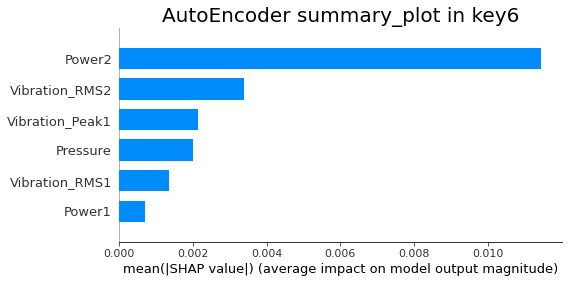 AutoEncoder summary_plot in key6
Power2
Vibration_RMS2
Vibration_Peak1
Pressure
Vibration_RMS1
Power1
0.000 0.002 0.004 0.006 0.008 0.010
mean(|SHAP value|) (average impact on model output magnitude)